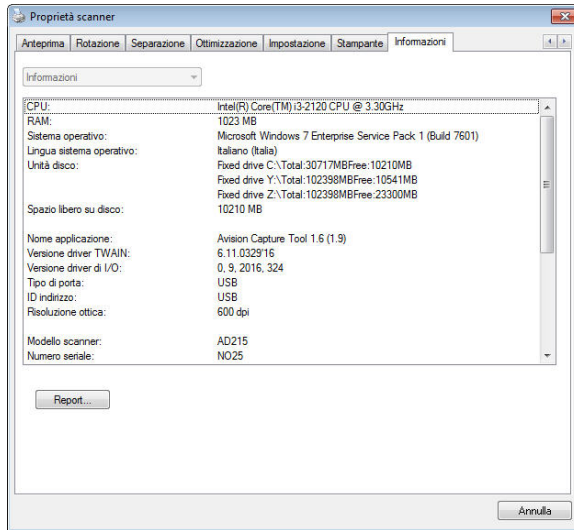 Proprietà scanner
Anteprima Rotazione Separazione Ottimizzazione Impostazione Stampante Informazioni
Informazioni
CPU: Intel(R) Core(TM) i3-2120 CPU @ 3.30GHz
RAM: 1023 MB
Sistema operativo: Microsoft Windows 7 Enterprise Service Pack 1 (Build 7601)
Lingua sistema operativo: Italiano (Italia)
Unità disco: Fixed drive C:\Total:30717MBFree:10210MB
Fixed drive Y:\Total:102398MBFree:10541MB
Fixed drive Z:\Total:102398MBFree:23300MB
Spazio libero su disco: 10210 MB
Nome applicazione: Avision Capture Tool 1.6 (1.9)
Versione driver TWAIN: 6.11.0329'16
Versione driver di I/O: 0, 9, 2016, 324
Tipo di porta: USB
ID indirizzo: USB
Risoluzione ottica: 600 dpi
Modello scanner: AD215
Numero seriale: NO25
Report...
Annulla